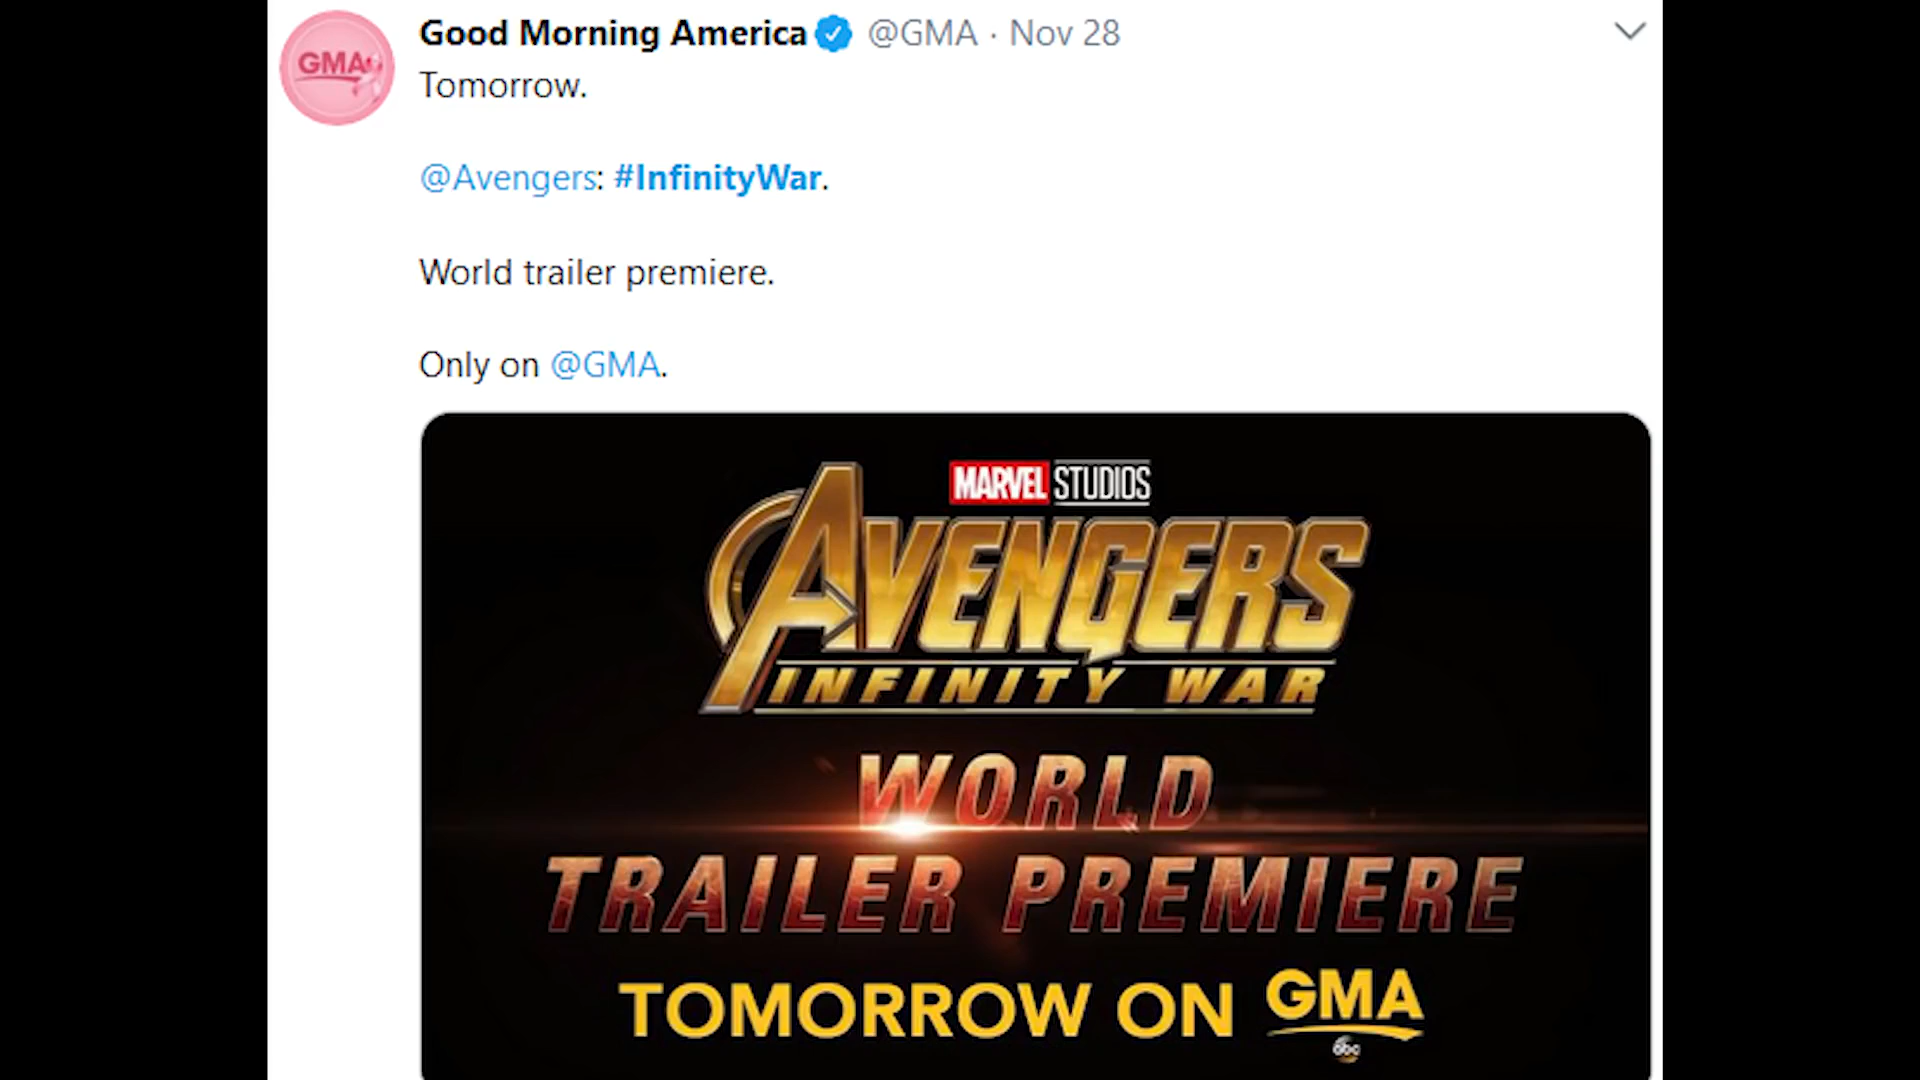 GMA
Good Morning America @GMA · Nov 28
Tomorrow.
@Avengers: #InfinityWar.
World trailer premiere.
Only on @GMA.
MARVEL STUDIOS
AVENGERS
INFINITY WAR
WORLD
TRAILER PREMIERE
TOMORROW ON GMA
abc